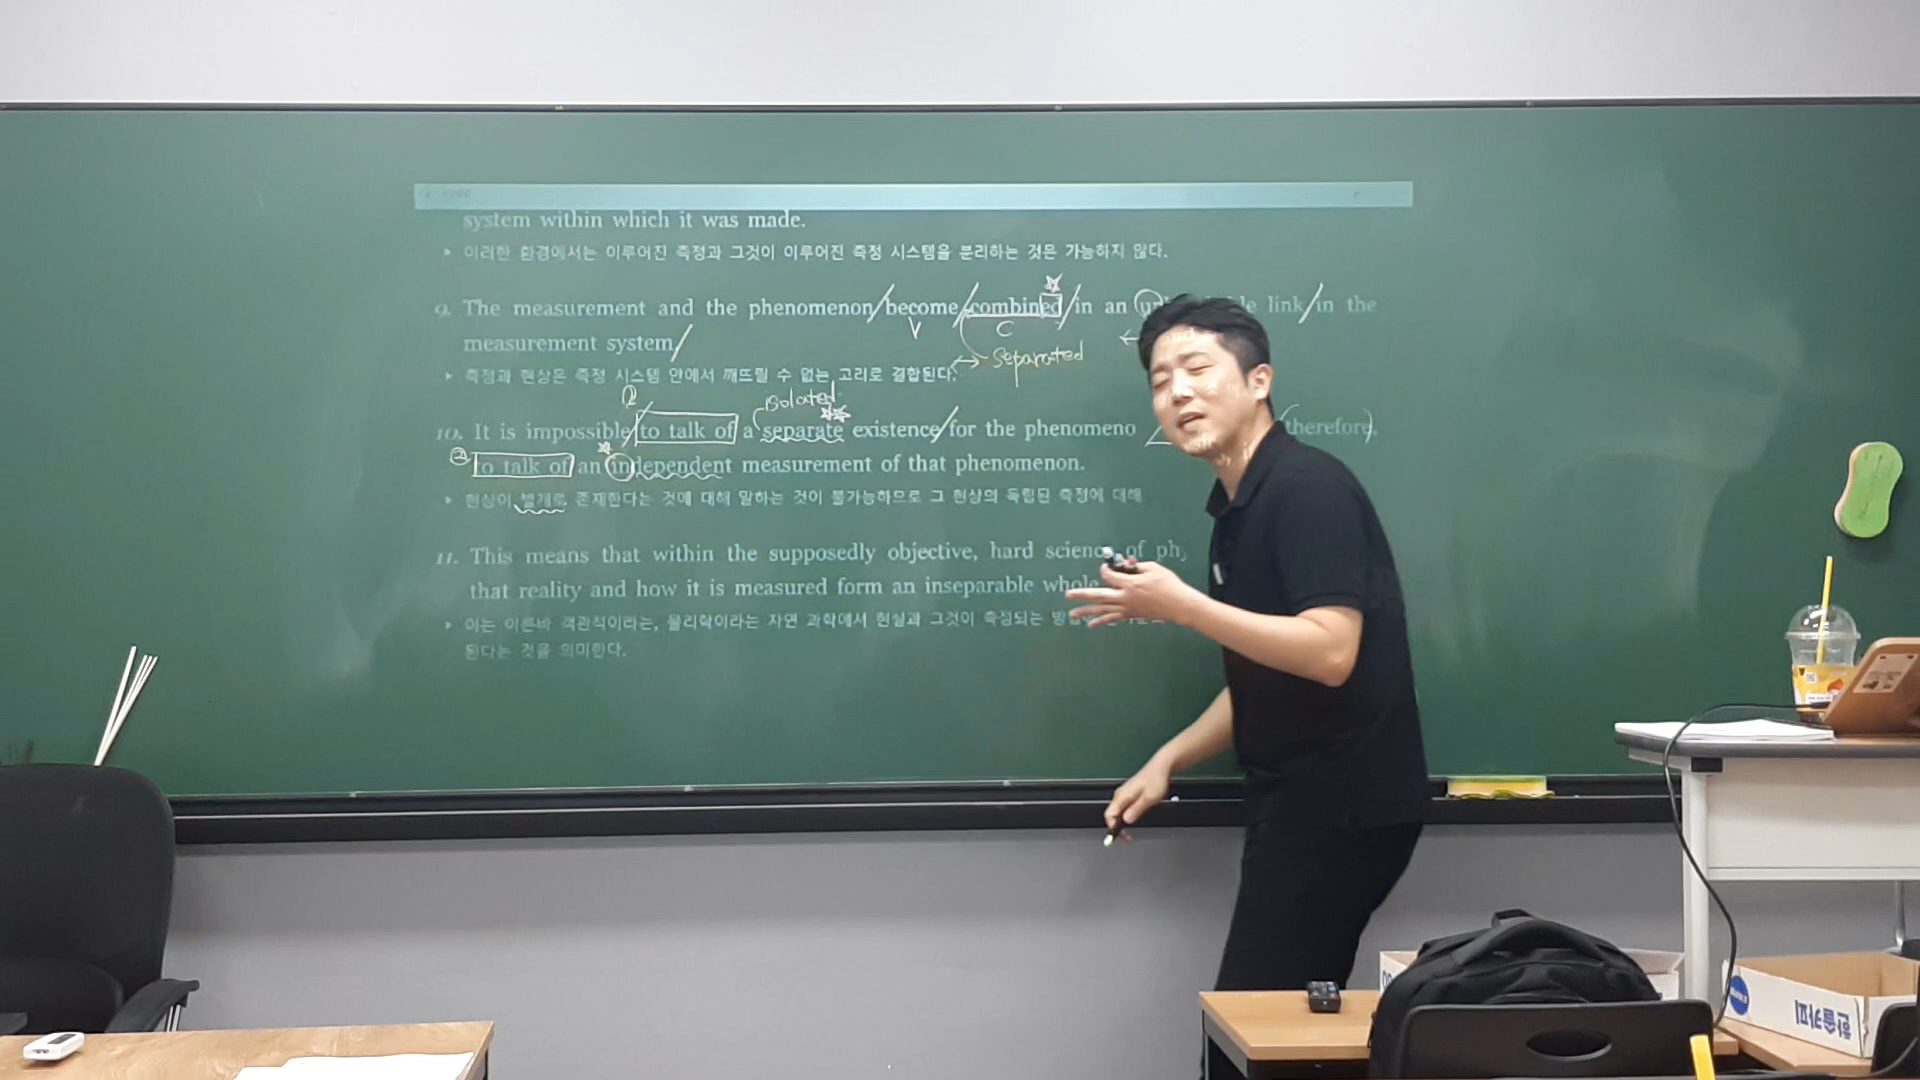 system within which it was made.
▸ 이러한 환경에서는 이루어진 측정과 그것이 이루어진 측정 시스템을 분리하는 것은 가능하지 않다.
9. The measurement and the phenomenon / become / combined / in an link / in the
V
C
measurement system /
↔ separated
▸ 측정과 현상은 측정 시스템 안에서 깨뜨릴 수 없는 고리로 결합된다.
isolated
10. It is impossible / to talk of a separate existence / for the phenomeno (therefore),
② to talk of an independent measurement of that phenomenon.
▸ 현상이 별개로 존재한다는 것에 대해 말하는 것이 불가능하므로 그 현상의 독립된 측정에 대해
11. This means that within the supposedly objective, hard science of
that reality and how it is measured form an inseparable whole
▸ 이는 이른바 객관적이라는, 물리학이라는 자연 과학에서 현실과 그것이 측정되는
된다는 것을 의미한다.
한솔카피